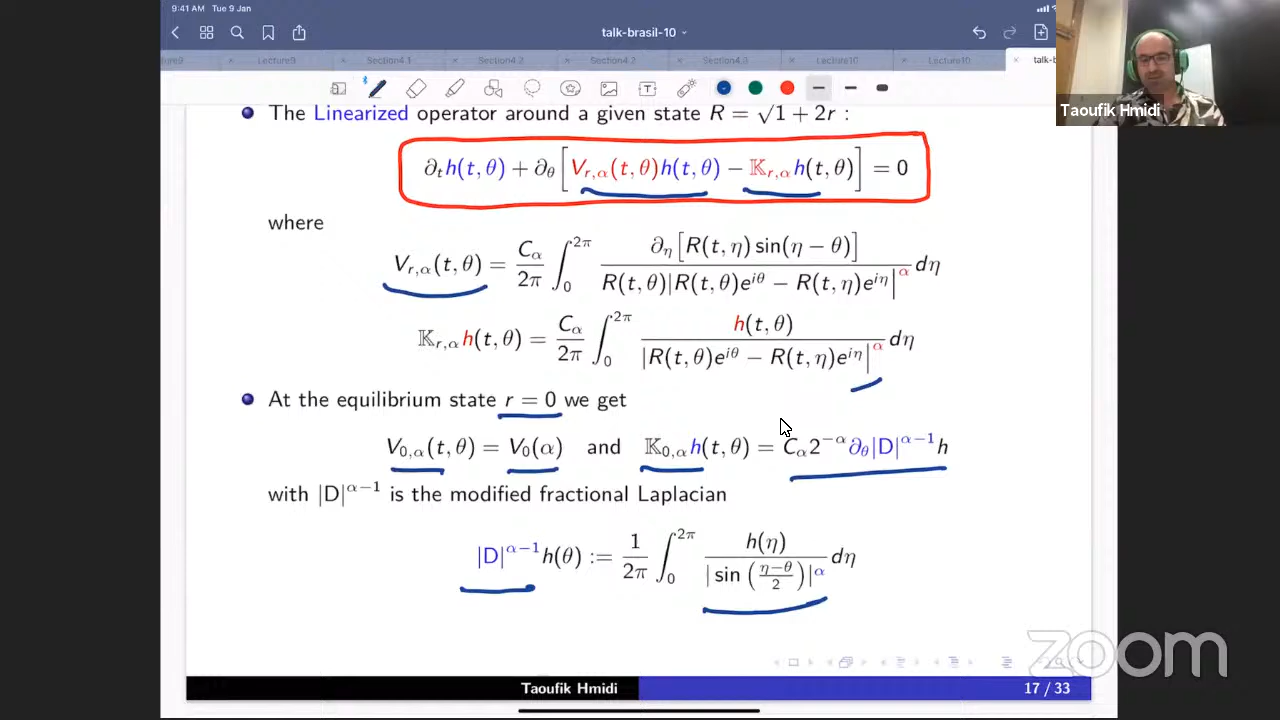 9:41 AM Tue 9 Jan
talk-brasil-10
Lecture9 Section4.1 Section4.2 Section4.2 Section4.3 Lecture10 Lecture10
• The Linearized operator around a given state R = √1 + 2r :
∂ₜh(t, θ) + ∂_θ[V_{r,α}(t, θ)h(t, θ) − 𝕂_{r,α}h(t, θ)] = 0
where
V_{r,α}(t, θ) = C_α/2π ∫₀^{2π} ∂_η[R(t, η) sin(η − θ)] / R(t, θ)|R(t, θ)e^{iθ} − R(t, η)e^{iη}|^α dη
𝕂_{r,α}h(t, θ) = C_α/2π ∫₀^{2π} h(t, θ) / |R(t, θ)e^{iθ} − R(t, η)e^{iη}|^α dη
• At the equilibrium state r = 0 we get
V_{0,α}(t, θ) = V₀(α) and 𝕂_{0,α}h(t, θ) = C_α2^{−α}∂_θ|D|^{α−1}h
with |D|^{α−1} is the modified fractional Laplacian
|D|^{α−1}h(θ) := 1/2π ∫₀^{2π} h(η) / |sin((η−θ)/2)|^α dη
Taoufik Hmidi
zoom
Taoufik Hmidi 17 / 33